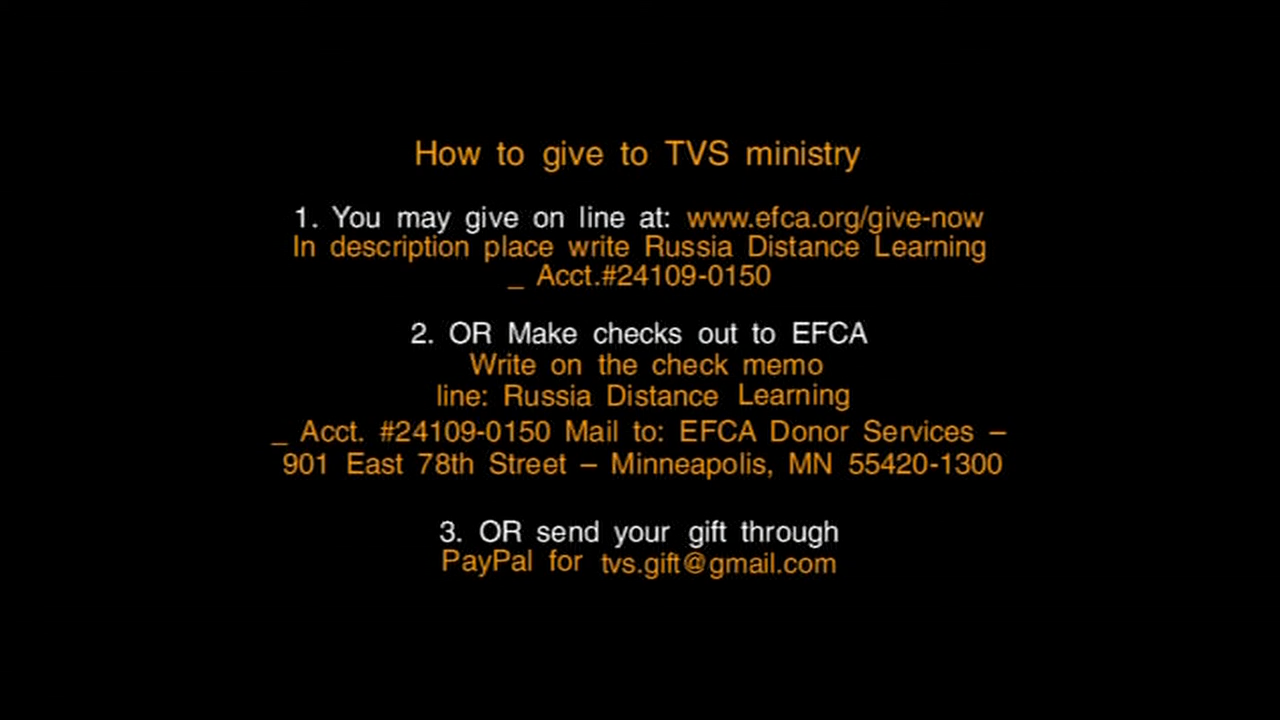 How to give to TVS ministry
1. You may give on line at: www.efca.org/give-now
In description place write Russia Distance Learning
_ Acct.#24109-0150
2. OR Make checks out to EFCA
Write on the check memo
line: Russia Distance Learning
_ Acct. #24109-0150 Mail to: EFCA Donor Services –
901 East 78th Street – Minneapolis, MN 55420-1300
3. OR send your gift through
PayPal for tvs.gift@gmail.com